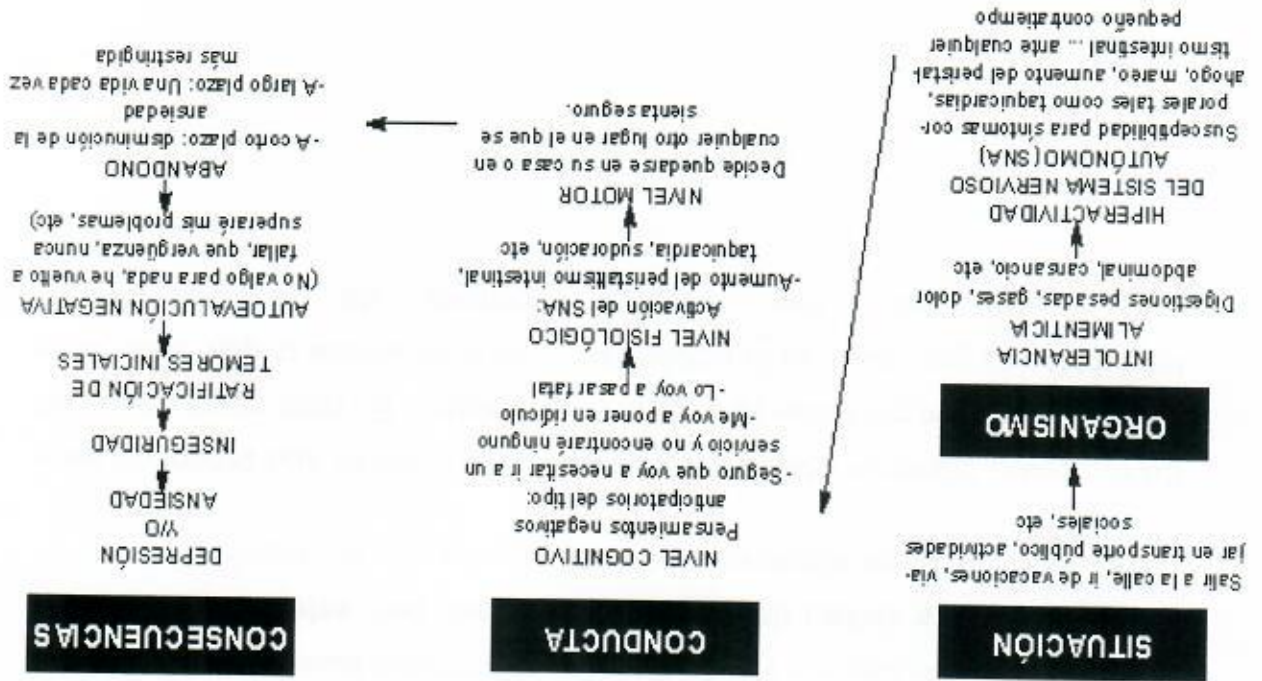 SITUACIÓN
Salir a la calle, ir de vacaciones, via-
jar en transporte público, actividades
sociales, etc
ORGANISMO
INTOLERANCIA
ALIMENTICIA
Digestiones pesadas, gases, dolor
abdominal, cansancio, etc
HIPERACTIVIDAD
DEL SISTEMA NERVIOSO
AUTÓNOMO (SNA)
Susceptibilidad para síntomas cor-
porales tales como taquicardias,
ahogo, mareo, aumento del peristal-
tismo intestinal ... ante cualquier
pequeño contratiempo
CONDUCTA
NIVEL COGNITIVO
Pensamientos negativos
anticipatorios del tipo:
-Seguro que voy a necesitar ir a un
servicio y no encontraré ninguno
-Me voy a poner en ridículo
-Lo voy a pasar fatal
NIVEL FISIOLÓGICO
Activación del SNA:
-Aumento del peristaltismo intestinal,
taquicardia, sudoración, etc
NIVEL MOTOR
Decide quedarse en su casa o en
cualquier otro lugar en el que se
sienta seguro.
CONSECUENCIAS
DEPRESIÓN
Y/O
ANSIEDAD
INSEGURIDAD
RATIFICACIÓN DE
TEMORES INICIALES
AUTOEVALUCIÓN NEGATIVA
(No valgo para nada, he vuelto a
fallar, que vergüenza, nunca
superaré mis problemas, etc)
ABANDONO
-A corto plazo: disminución de la
ansiedad
-A largo plazo: Una vida cada vez
más restringida